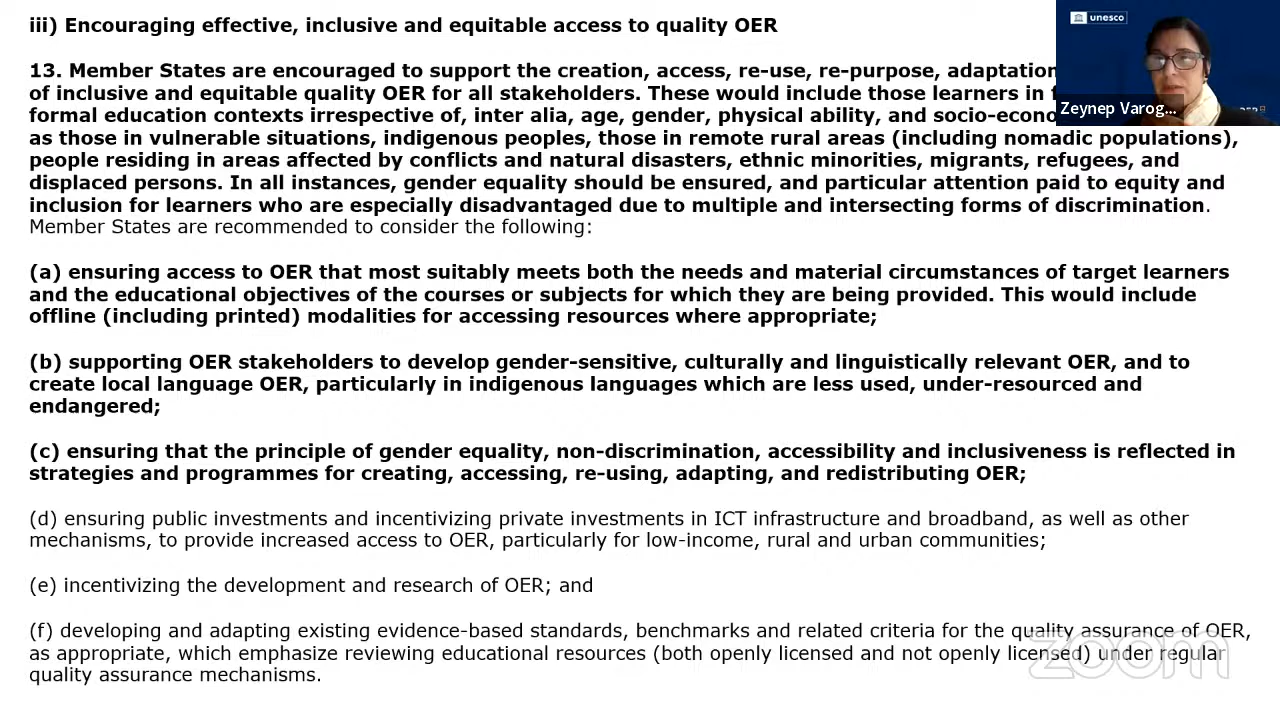 iii) Encouraging effective, inclusive and equitable access to quality OER
unesco
13. Member States are encouraged to support the creation, access, re-use, re-purpose, adaptation
of inclusive and equitable quality OER for all stakeholders. These would include those learners in
Zeynep Varog...
formal education contexts irrespective of, inter alia, age, gender, physical ability, and
as those in vulnerable situations, indigenous peoples, those in remote rural areas (including nomadic populations),
people residing in areas affected by conflicts and natural disasters, ethnic minorities, migrants, refugees, and
displaced persons. In all instances, gender equality should be ensured, and particular attention paid to equity and
inclusion for learners who are especially disadvantaged due to multiple and intersecting forms of discrimination.
Member States are recommended to consider the following:
(a) ensuring access to OER that most suitably meets both the needs and material circumstances of target learners
and the educational objectives of the courses or subjects for which they are being provided. This would include
offline (including printed) modalities for accessing resources where appropriate;
(b) supporting OER stakeholders to develop gender-sensitive, culturally and linguistically relevant OER, and to
create local language OER, particularly in indigenous languages which are less used, under-resourced and
endangered;
(c) ensuring that the principle of gender equality, non-discrimination, accessibility and inclusiveness is reflected in
strategies and programmes for creating, accessing, re-using, adapting, and redistributing OER;
(d) ensuring public investments and incentivizing private investments in ICT infrastructure and broadband, as well as other
mechanisms, to provide increased access to OER, particularly for low-income, rural and urban communities;
(e) incentivizing the development and research of OER; and
(f) developing and adapting existing evidence-based standards, benchmarks and related criteria for the quality assurance of OER,
as appropriate, which emphasize reviewing educational resources (both openly licensed and not openly licensed) under regular
quality assurance mechanisms.
zoom